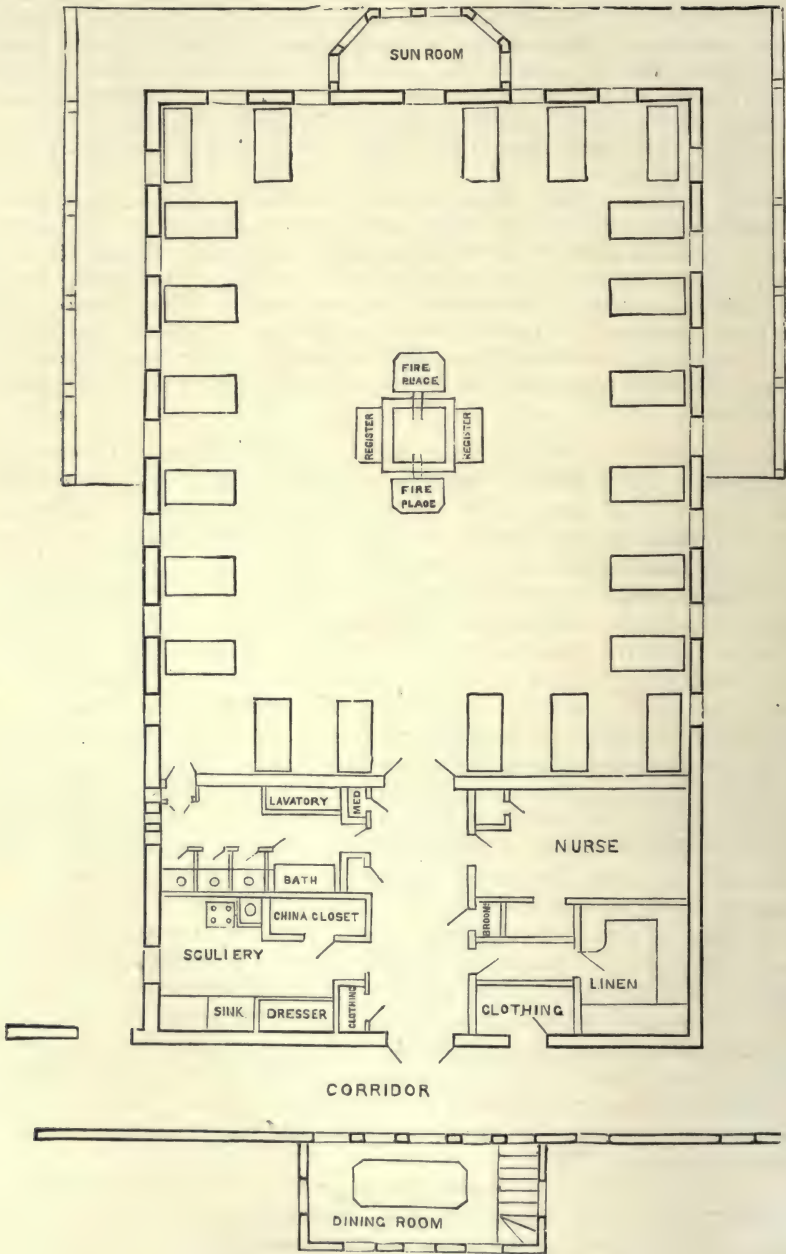 SUN ROOM
FIRE
PLACE
REGISTER
REGISTER
FIRE
PLACE
LAVATORY
MED
NURSE
BATH
CHINA CLOSET
BROOMS
SCULLERY
LINEN
SINK
DRESSER
CLOTHING
CLOTHING
CORRIDOR
DINING ROOM